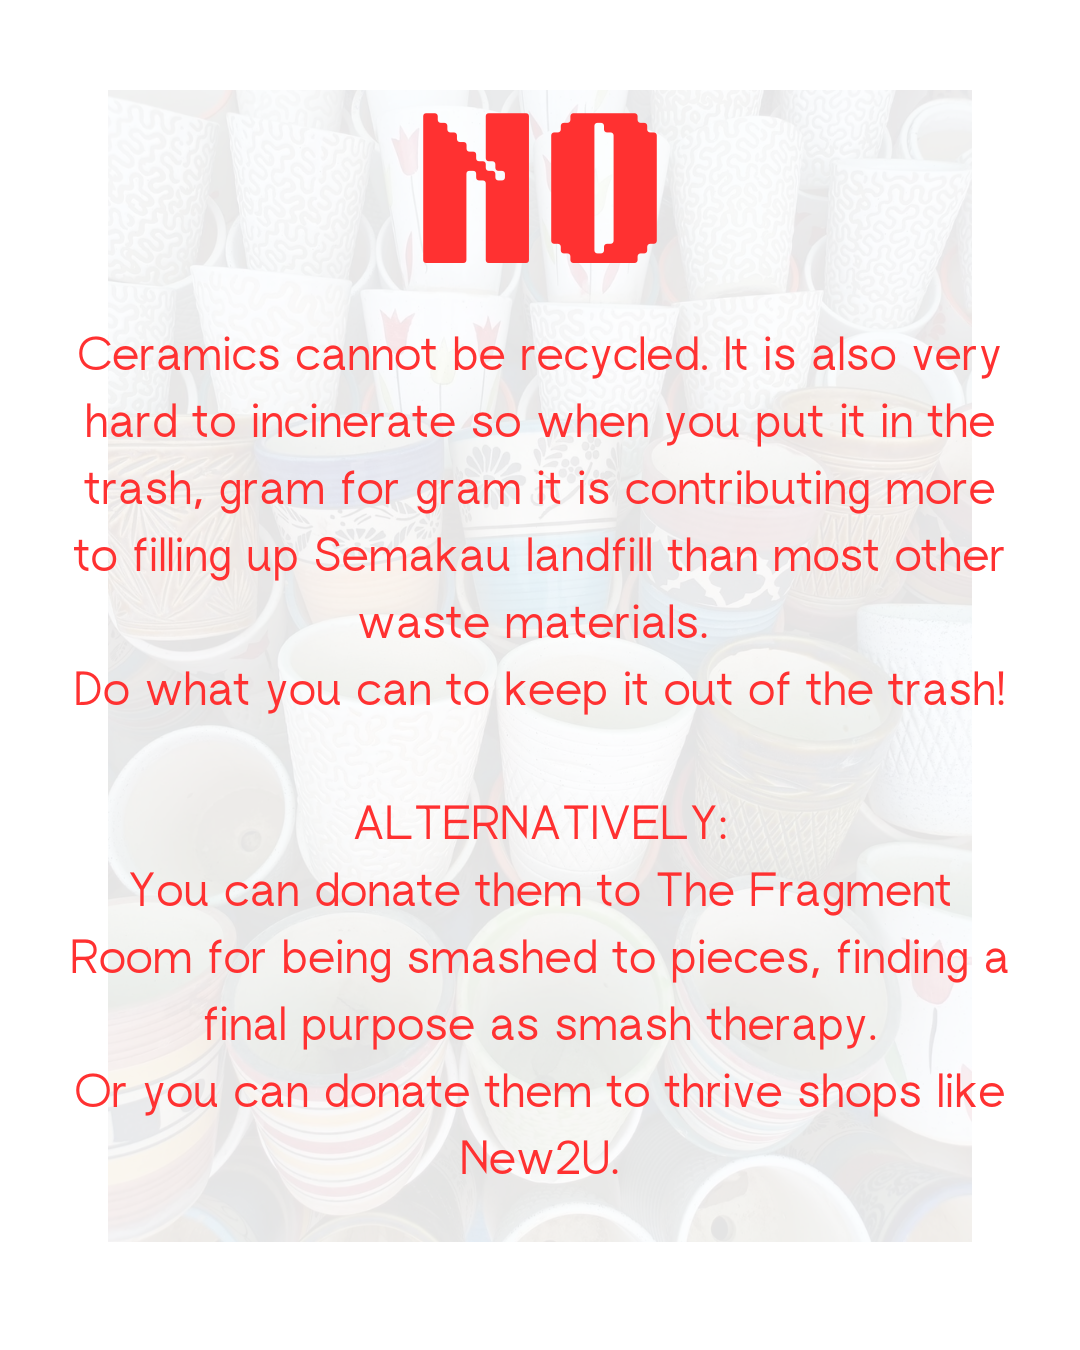 NO
Ceramics cannot be recycled. It is also very
hard to incinerate so when you put it in the
trash, gram for gram it is contributing more
to filling up Semakau landfill than most other
waste materials.
Do what you can to keep it out of the trash!
ALTERNATIVELY:
You can donate them to The Fragment
Room for being smashed to pieces, finding a
final purpose as smash therapy.
Or you can donate them to thrive shops like
New2U.